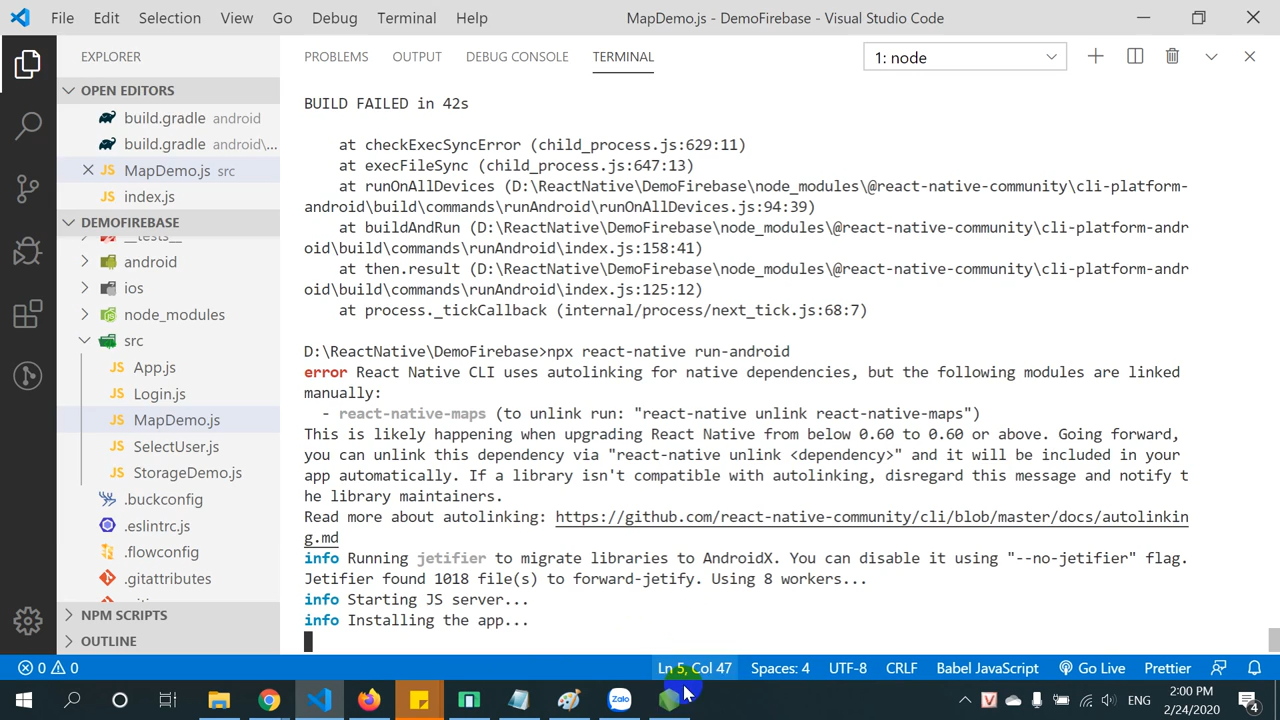 File Edit Selection View Go Debug Terminal Help MapDemo.js - DemoFirebase - Visual Studio Code
EXPLORER
OPEN EDITORS
build.gradle android
build.gradle android\...
MapDemo.js src
index.js
DEMOFIREBASE
__tests__
android
ios
node_modules
src
App.js
Login.js
MapDemo.js
SelectUser.js
StorageDemo.js
.buckconfig
.eslintrc.js
.flowconfig
.gitattributes
NPM SCRIPTS
OUTLINE
PROBLEMS OUTPUT DEBUG CONSOLE TERMINAL 1: node
BUILD FAILED in 42s
at checkExecSyncError (child_process.js:629:11)
at execFileSync (child_process.js:647:13)
at runOnAllDevices (D:\ReactNative\DemoFirebase\node_modules\@react-native-community\cli-platform-
android\build\commands\runAndroid\runOnAllDevices.js:94:39)
at buildAndRun (D:\ReactNative\DemoFirebase\node_modules\@react-native-community\cli-platform-andr
oid\build\commands\runAndroid\index.js:158:41)
at then.result (D:\ReactNative\DemoFirebase\node_modules\@react-native-community\cli-platform-andr
oid\build\commands\runAndroid\index.js:125:12)
at process._tickCallback (internal/process/next_tick.js:68:7)
D:\ReactNative\DemoFirebase>npx react-native run-android
error React Native CLI uses autolinking for native dependencies, but the following modules are linked
manually:
- react-native-maps (to unlink run: "react-native unlink react-native-maps")
This is likely happening when upgrading React Native from below 0.60 to 0.60 or above. Going forward,
you can unlink this dependency via "react-native unlink <dependency>" and it will be included in your
app automatically. If a library isn't compatible with autolinking, disregard this message and notify t
he library maintainers.
Read more about autolinking: https://github.com/react-native-community/cli/blob/master/docs/autolinkin
g.md
info Running jetifier to migrate libraries to AndroidX. You can disable it using "--no-jetifier" flag.
Jetifier found 1018 file(s) to forward-jetify. Using 8 workers...
info Starting JS server...
info Installing the app...
0 0 Ln 5, Col 47 Spaces: 4 UTF-8 CRLF Babel JavaScript Go Live Prettier
Zalo ENG 2:00 PM
2/24/2020 4